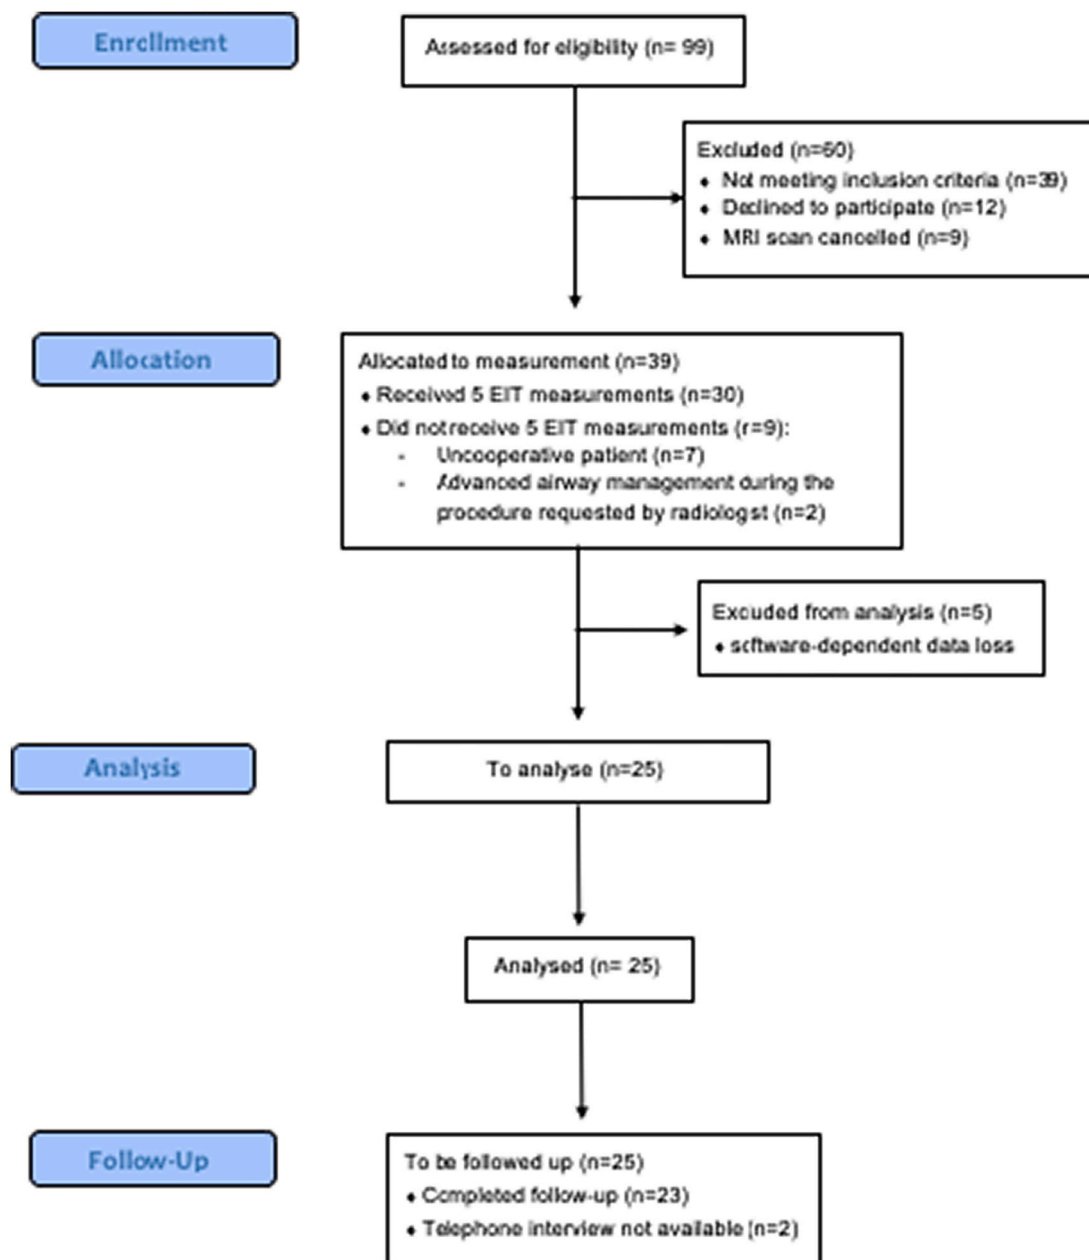 Enrollment
Assessed for eligibility (n= 99)
Excluded (n=60)
♦ Not meeting inclusion criteria (n=39)
♦ Declined to participate (n=12)
♦ MRI scan cancelled (n=9)
Allocation
Allocated to measurement (n=39)
♦ Received 5 EIT measurements (n=30)
♦ Did not receive 5 EIT measurements (n=9):
- Uncooperative patient (n=7)
- Advanced airway management during the
procedure requested by radiologist (n=2)
Excluded from analysis (n=5)
♦ software-dependent data loss
Analysis
To analyse (n=25)
Analysed (n= 25)
Follow-Up
To be followed up (n=25)
♦ Completed follow-up (n=23)
♦ Telephone interview not available (n=2)